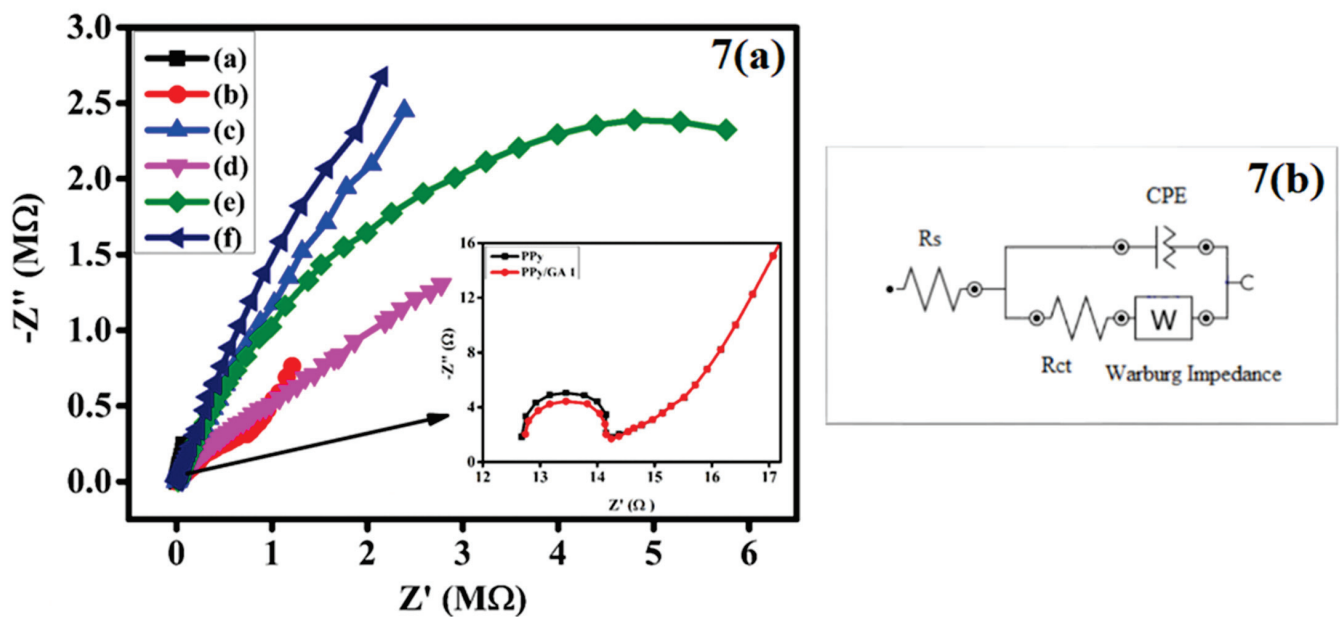 7(a)
-Z'' (MΩ)
3.0
2.5
2.0
1.5
1.0
0.5
0.0
(a)
(b)
(c)
(d)
(e)
(f)
0 1 2 3 4 5 6
Z' (MΩ)
PPy
PPy/GA 1
-Z'' (Ω)
16
12
8
4
0
12 13 14 15 16 17
Z' (Ω )
7(b)
CPE
Rs
W
Rct
Warburg Impedance